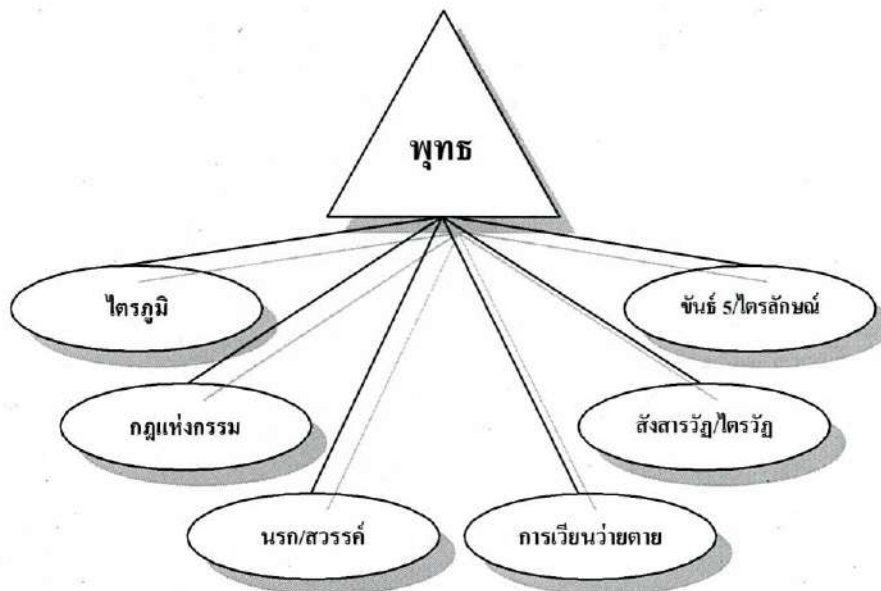 พุทธ
ไตรภูมิ
ขันธ์ 5/ไตรลักษณ์
กฎแห่งกรรม
สังสารวัฏ/ไตรวัฏ
นรก/สวรรค์
การเวียนว่ายตาย